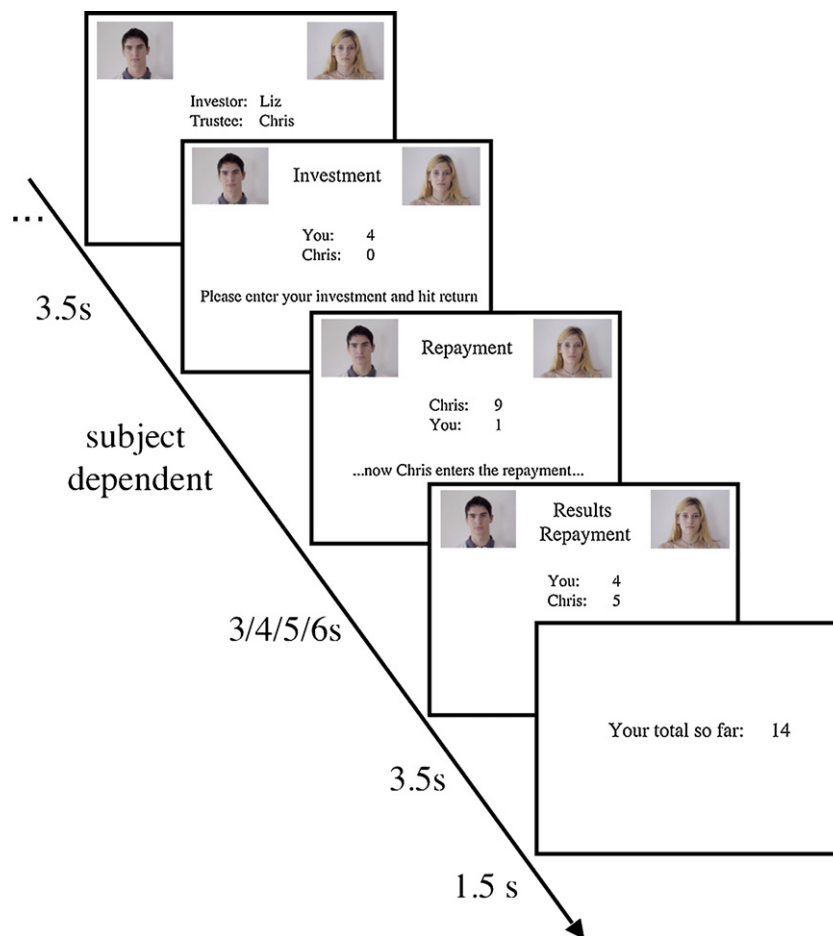 Investor: Liz
Trustee: Chris
Investment
You: 4
Chris: 0
Please enter your investment and hit return
Repayment
Chris: 9
You: 1
...now Chris enters the repayment...
Results
Repayment
You: 4
Chris: 5
Your total so far: 14
...
3.5s
subject
dependent
3/4/5/6s
3.5s
1.5 s